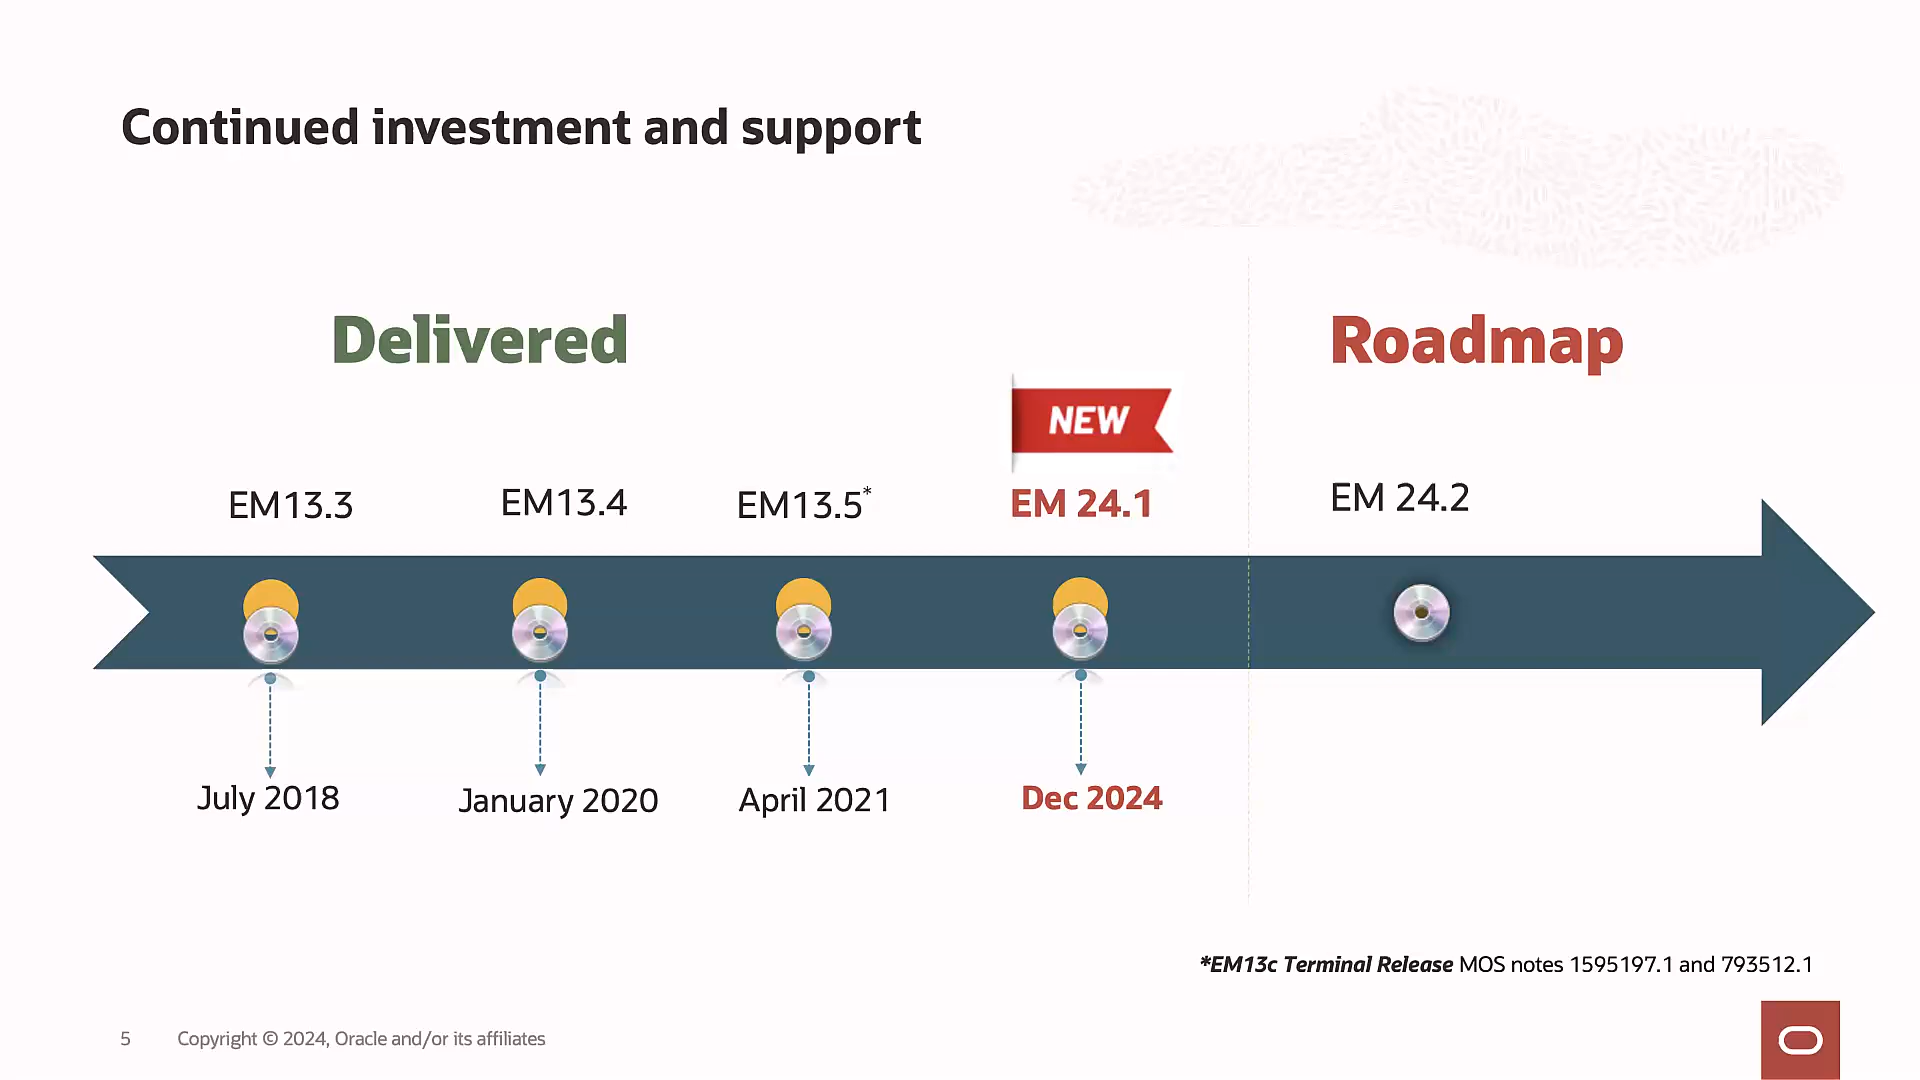 Continued investment and support
Delivered
Roadmap
NEW
EM13.3
EM13.4
EM13.5*
EM 24.1
EM 24.2
July 2018
January 2020
April 2021
Dec 2024
*EM13c Terminal Release MOS notes 1595197.1 and 793512.1
5
Copyright © 2024, Oracle and/or its affiliates